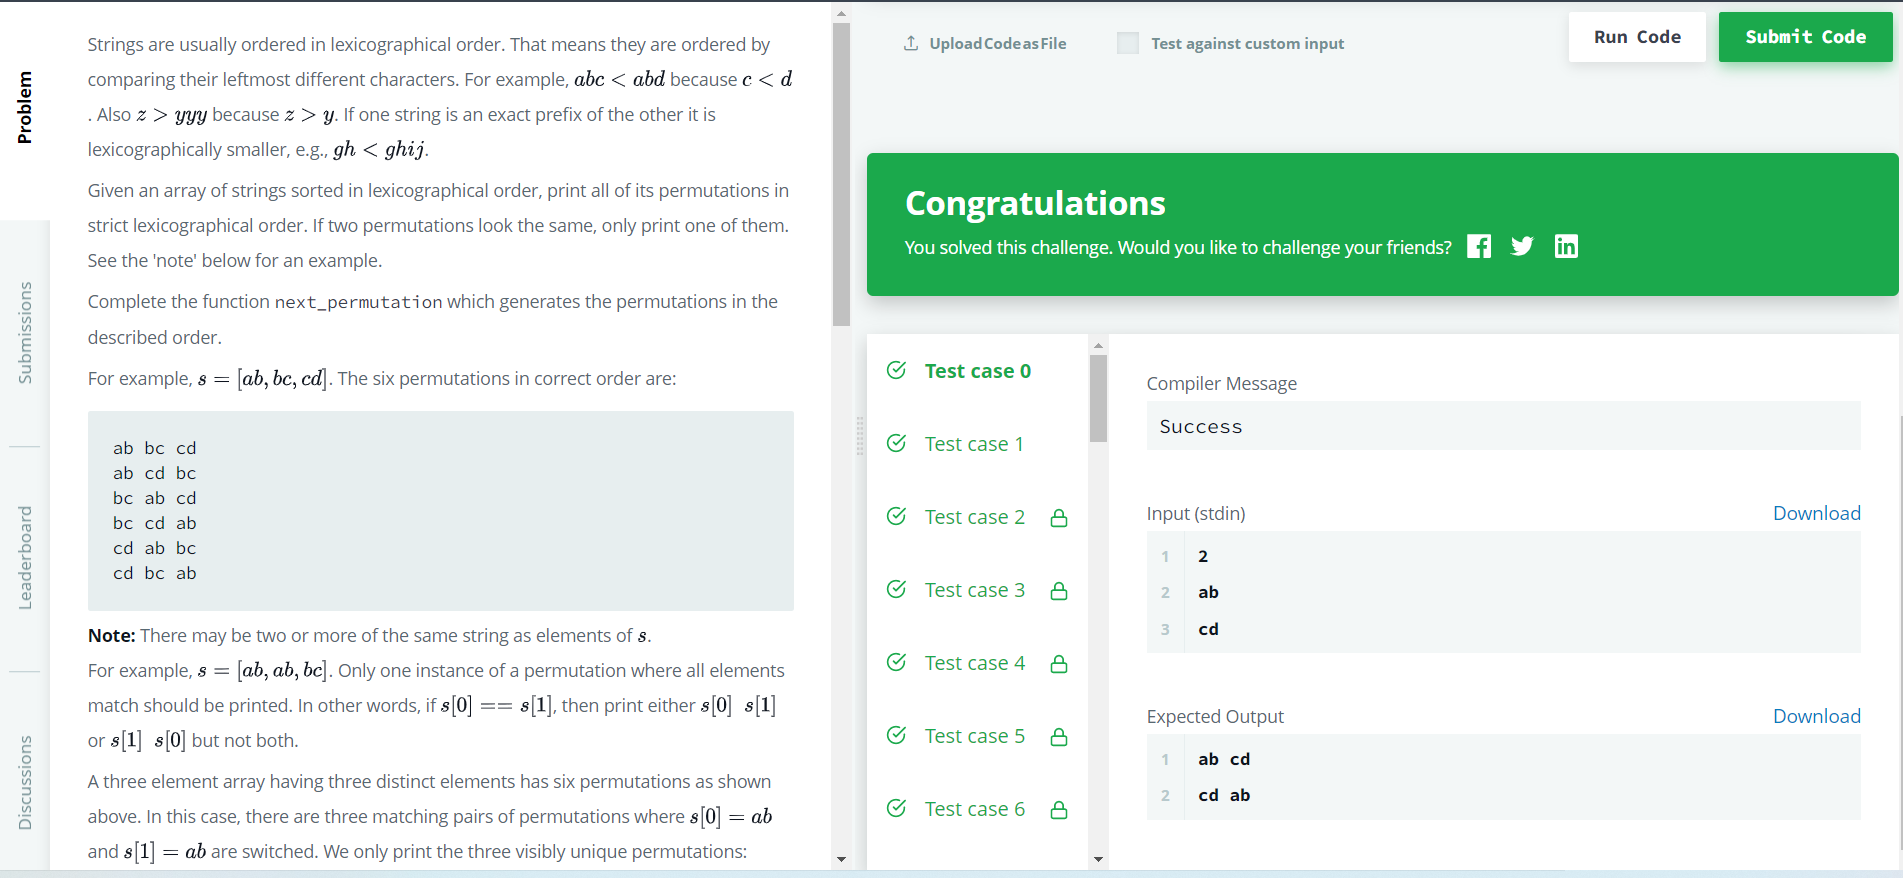 Problem
Submissions
Leaderboard
Discussions
Strings are usually ordered in lexicographical order. That means they are ordered by
comparing their leftmost different characters. For example, abc < abd because c < d
. Also z > yyy because z > y. If one string is an exact prefix of the other it is
lexicographically smaller, e.g., gh < ghij.
Given an array of strings sorted in lexicographical order, print all of its permutations in
strict lexicographical order. If two permutations look the same, only print one of them.
See the 'note' below for an example.
Complete the function next_permutation which generates the permutations in the
described order.
For example, s = [ab, bc, cd]. The six permutations in correct order are:
ab bc cd
ab cd bc
bc ab cd
bc cd ab
cd ab bc
cd bc ab
Note: There may be two or more of the same string as elements of s.
For example, s = [ab, ab, bc]. Only one instance of a permutation where all elements
match should be printed. In other words, if s[0] == s[1], then print either s[0] s[1]
or s[1] s[0] but not both.
A three element array having three distinct elements has six permutations as shown
above. In this case, there are three matching pairs of permutations where s[0] = ab
and s[1] = ab are switched. We only print the three visibly unique permutations:
Upload Code as File
Test against custom input
Run Code
Submit Code
Congratulations
You solved this challenge. Would you like to challenge your friends?
Test case 0
Test case 1
Test case 2
Test case 3
Test case 4
Test case 5
Test case 6
Compiler Message
Success
Input (stdin)
Download
1 2
2 ab
3 cd
Expected Output
Download
1 ab cd
2 cd ab